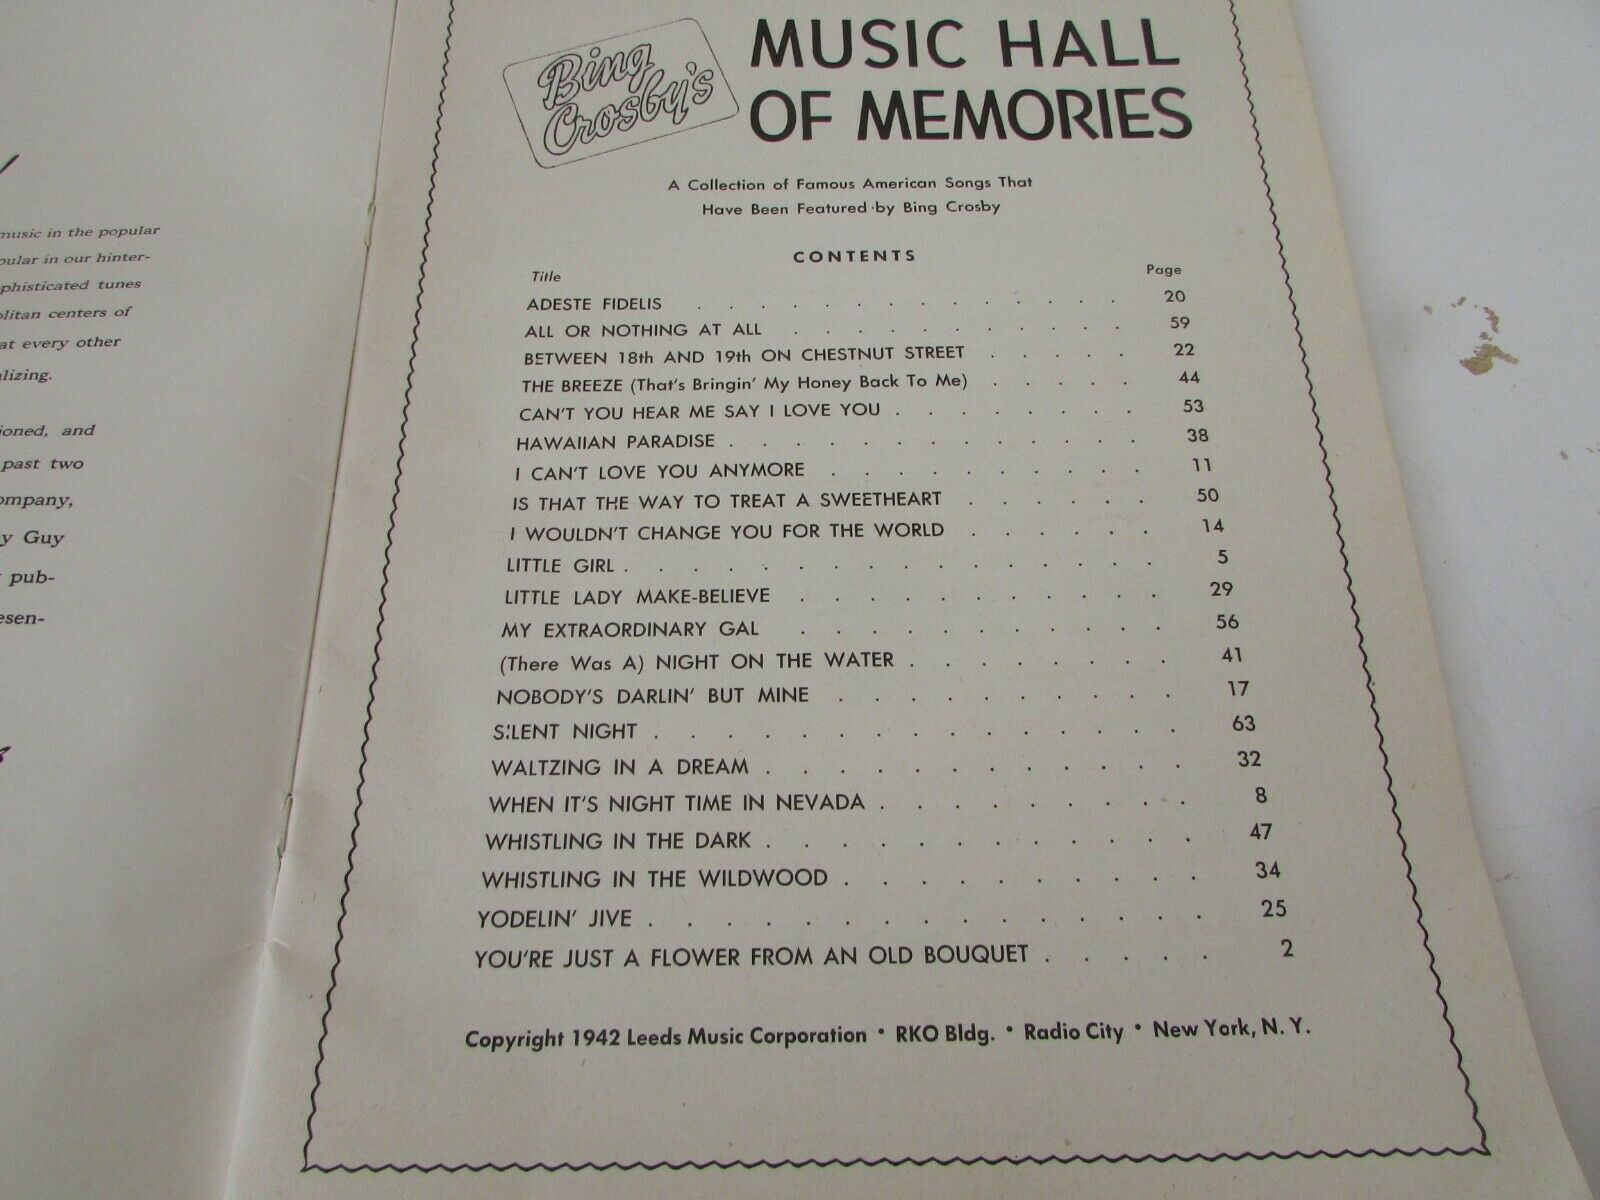 music in the popular
pular in our hinter-
phisticated tunes
litan centers of
at every other
lizing.
ioned, and
past two
ompany,
y Guy
pub-
esen-
Bing
Crosby's
MUSIC HALL
OF MEMORIES
A Collection of Famous American Songs That
Have Been Featured by Bing Crosby
CONTENTS
Title Page
ADESTE FIDELIS . . . . . . . . . . . . . . 20
ALL OR NOTHING AT ALL . . . . . . . . . . . . 59
BETWEEN 18th AND 19th ON CHESTNUT STREET . . . . . 22
THE BREEZE (That's Bringin' My Honey Back To Me) . . . . . 44
CAN'T YOU HEAR ME SAY I LOVE YOU . . . . . . . . 53
HAWAIIAN PARADISE . . . . . . . . . . . . . 38
I CAN'T LOVE YOU ANYMORE . . . . . . . . . . 11
IS THAT THE WAY TO TREAT A SWEETHEART . . . . . . 50
I WOULDN'T CHANGE YOU FOR THE WORLD . . . . . . 14
LITTLE GIRL . . . . . . . . . . . . . . . 5
LITTLE LADY MAKE-BELIEVE . . . . . . . . . . . 29
MY EXTRAORDINARY GAL . . . . . . . . . . . 56
(There Was A) NIGHT ON THE WATER . . . . . . . . 41
NOBODY'S DARLIN' BUT MINE . . . . . . . . . . 17
SILENT NIGHT . . . . . . . . . . . . . . . 63
WALTZING IN A DREAM . . . . . . . . . . . . 32
WHEN IT'S NIGHT TIME IN NEVADA . . . . . . . . . 8
WHISTLING IN THE DARK . . . . . . . . . . . . 47
WHISTLING IN THE WILDWOOD . . . . . . . . . . 34
YODELIN' JIVE . . . . . . . . . . . . . . . 25
YOU'RE JUST A FLOWER FROM AN OLD BOUQUET . . . . . 2
Copyright 1942 Leeds Music Corporation • RKO Bldg. • Radio City • New York, N. Y.